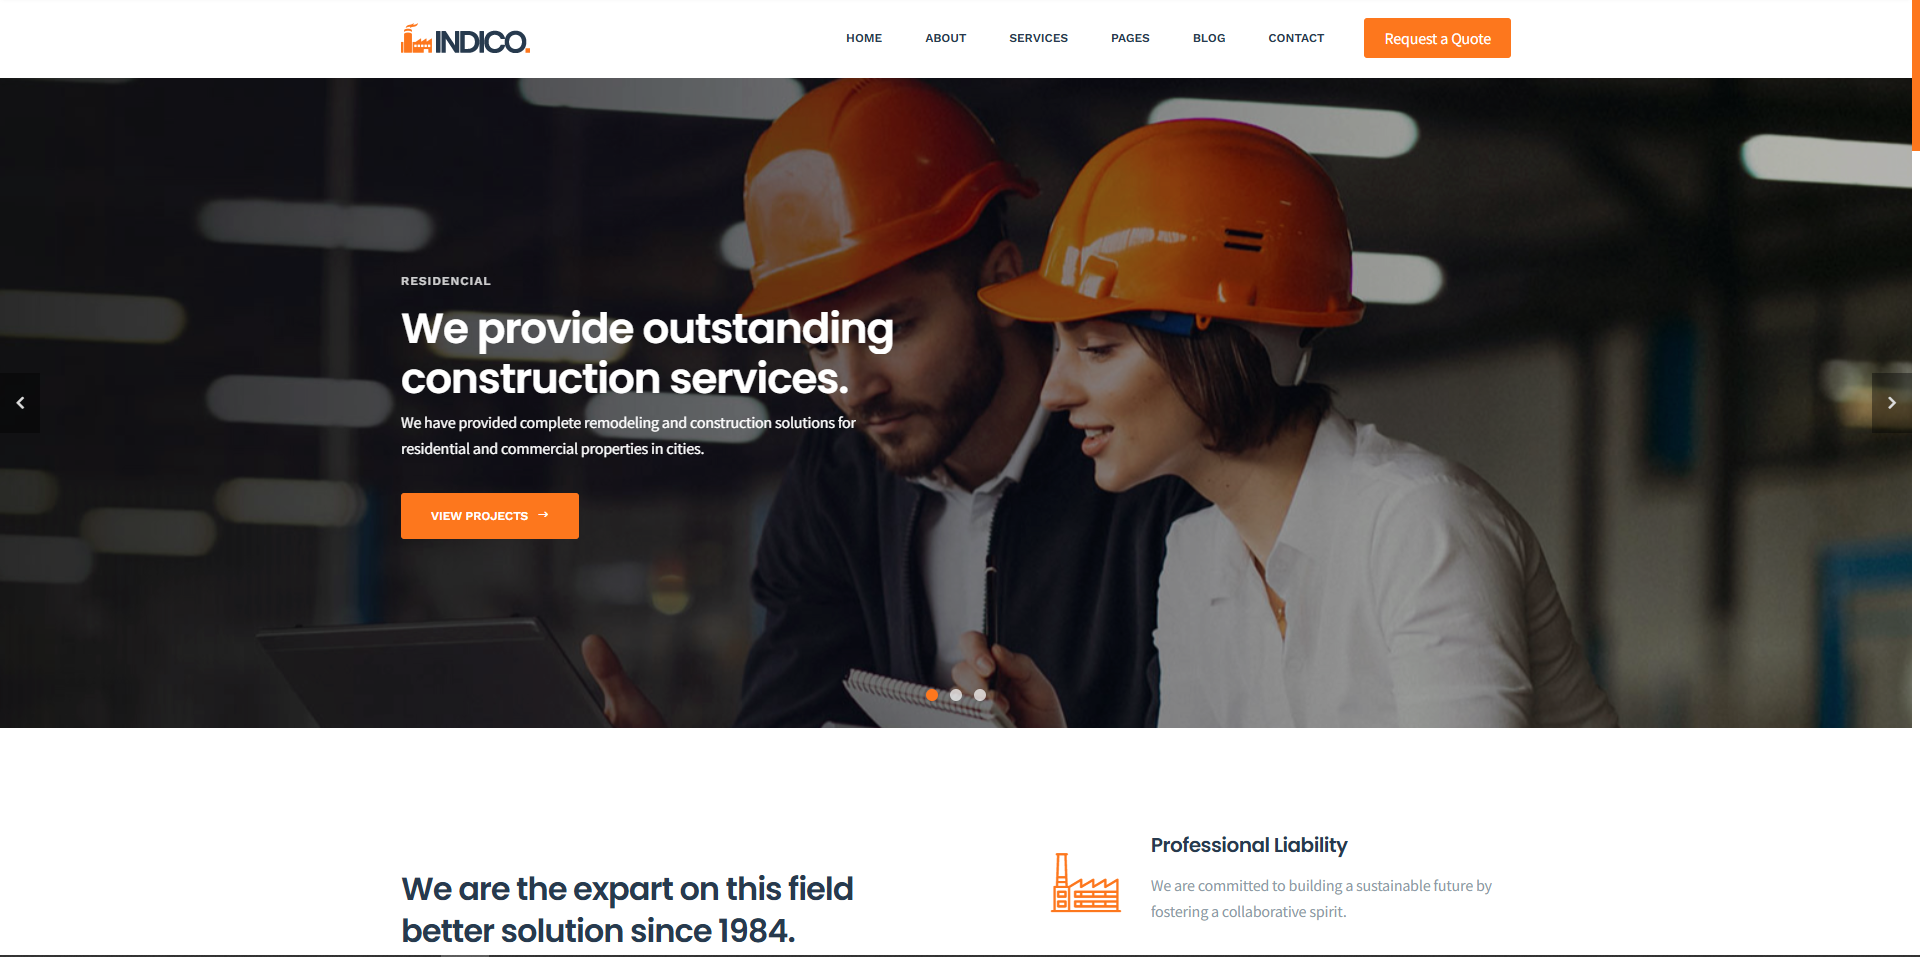 INDICO.
HOME
ABOUT
SERVICES
PAGES
BLOG
CONTACT
Request a Quote
RESIDENCIAL
We provide outstanding
construction services.
We have provided complete remodeling and construction solutions for
residential and commercial properties in cities.
VIEW PROJECTS
We are the expart on this field
better solution since 1984.
Professional Liability
We are committed to building a sustainable future by
fostering a collaborative spirit.